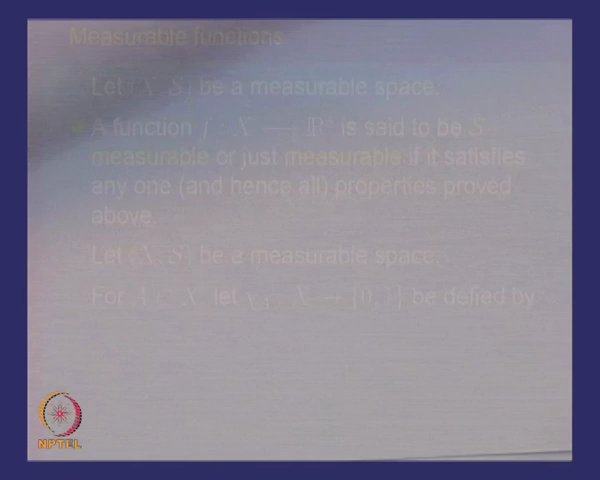 Measurable functions
Let (X, S) be a measurable space.
A function f : X → ℝ* is said to be S
measurable or just measurable if it satisfies
any one (and hence all) properties proved
above.
Let (X, S) be a measurable space.
For A ⊂ X let χ_A : X → {0, 1} be defied by
NPTEL